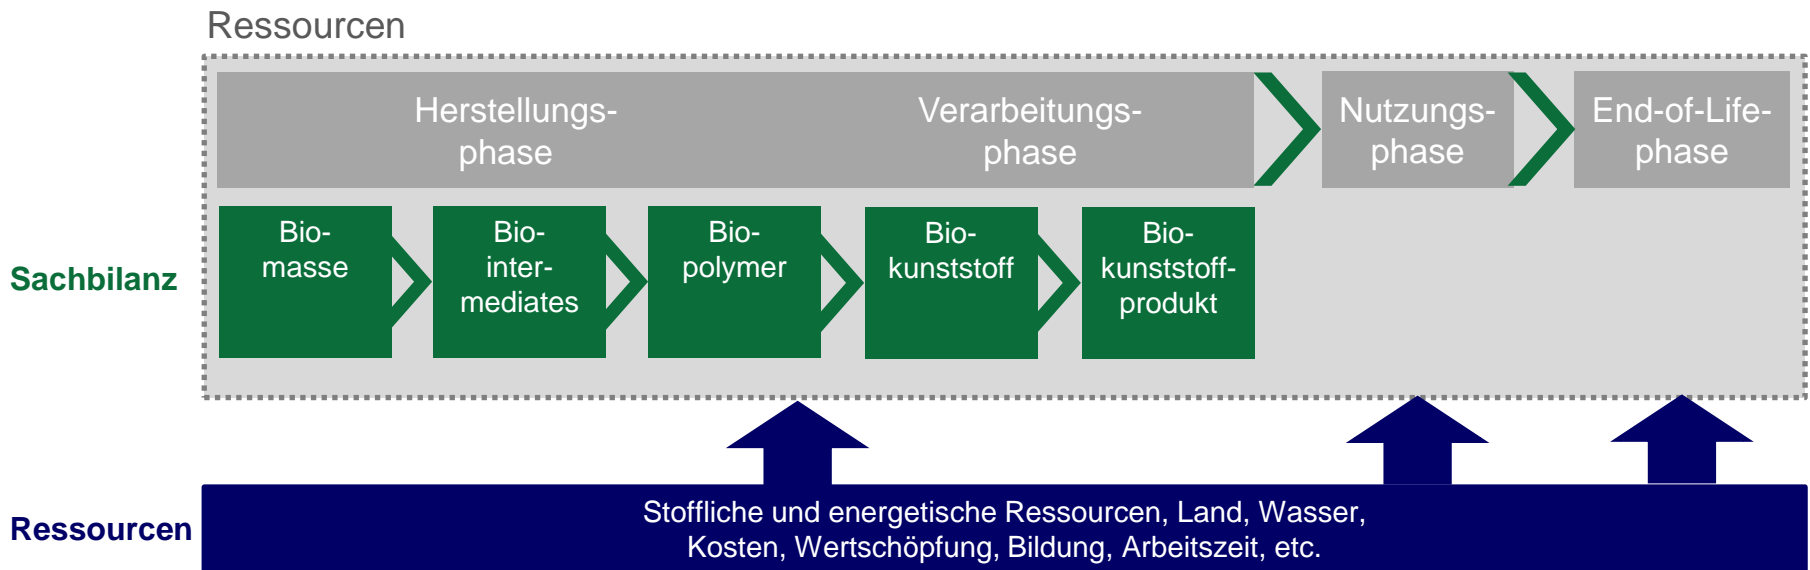 Ressourcen
Herstellungs-
phase
Verarbeitungs-
phase
Nutzungs-
phase
End-of-Life-
phase
Sachbilanz
Bio-
masse
Bio-
inter-
mediates
Bio-
polymer
Bio-
kunststoff
Bio-
kunststoff-
produkt
Ressourcen
Stoffliche und energetische Ressourcen, Land, Wasser,
Kosten, Wertschöpfung, Bildung, Arbeitszeit, etc.